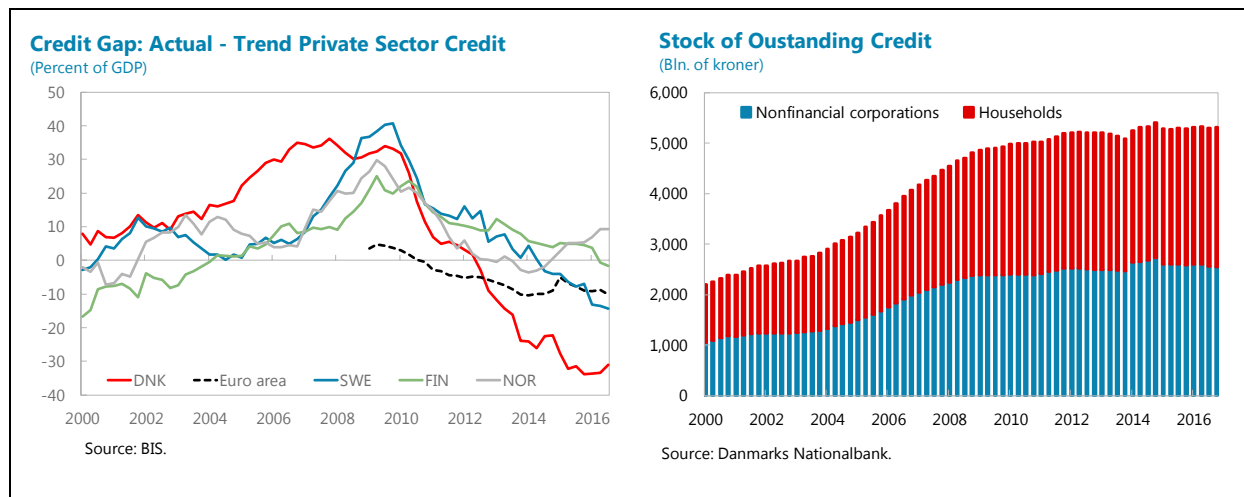 Credit Gap: Actual - Trend Private Sector Credit
(Percent of GDP)
50
40
30
20
10
0
-10
-20
-30
-40
DNK Euro area SWE FIN NOR
2000 2002 2004 2006 2008 2010 2012 2014 2016
Source: BIS.
Stock of Oustanding Credit
(Bln. of kroner)
6,000
5,000
4,000
3,000
2,000
1,000
0
Nonfinancial corporations Households
2000 2002 2004 2006 2008 2010 2012 2014 2016
Source: Danmarks Nationalbank.